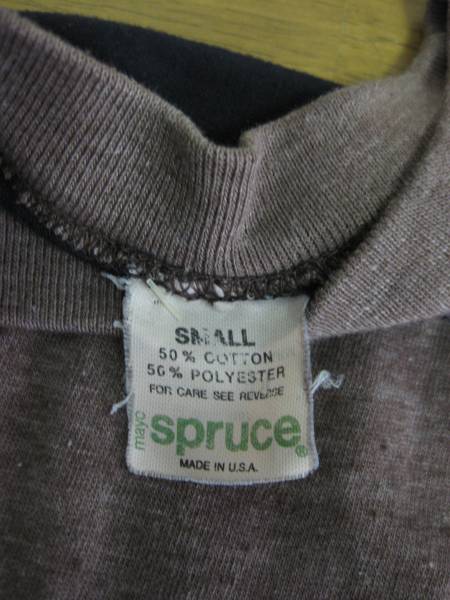 SMALL
50% COTTON
50% POLYESTER
FOR CARE SEE REVERSE
mayo spruce®
MADE IN U.S.A.